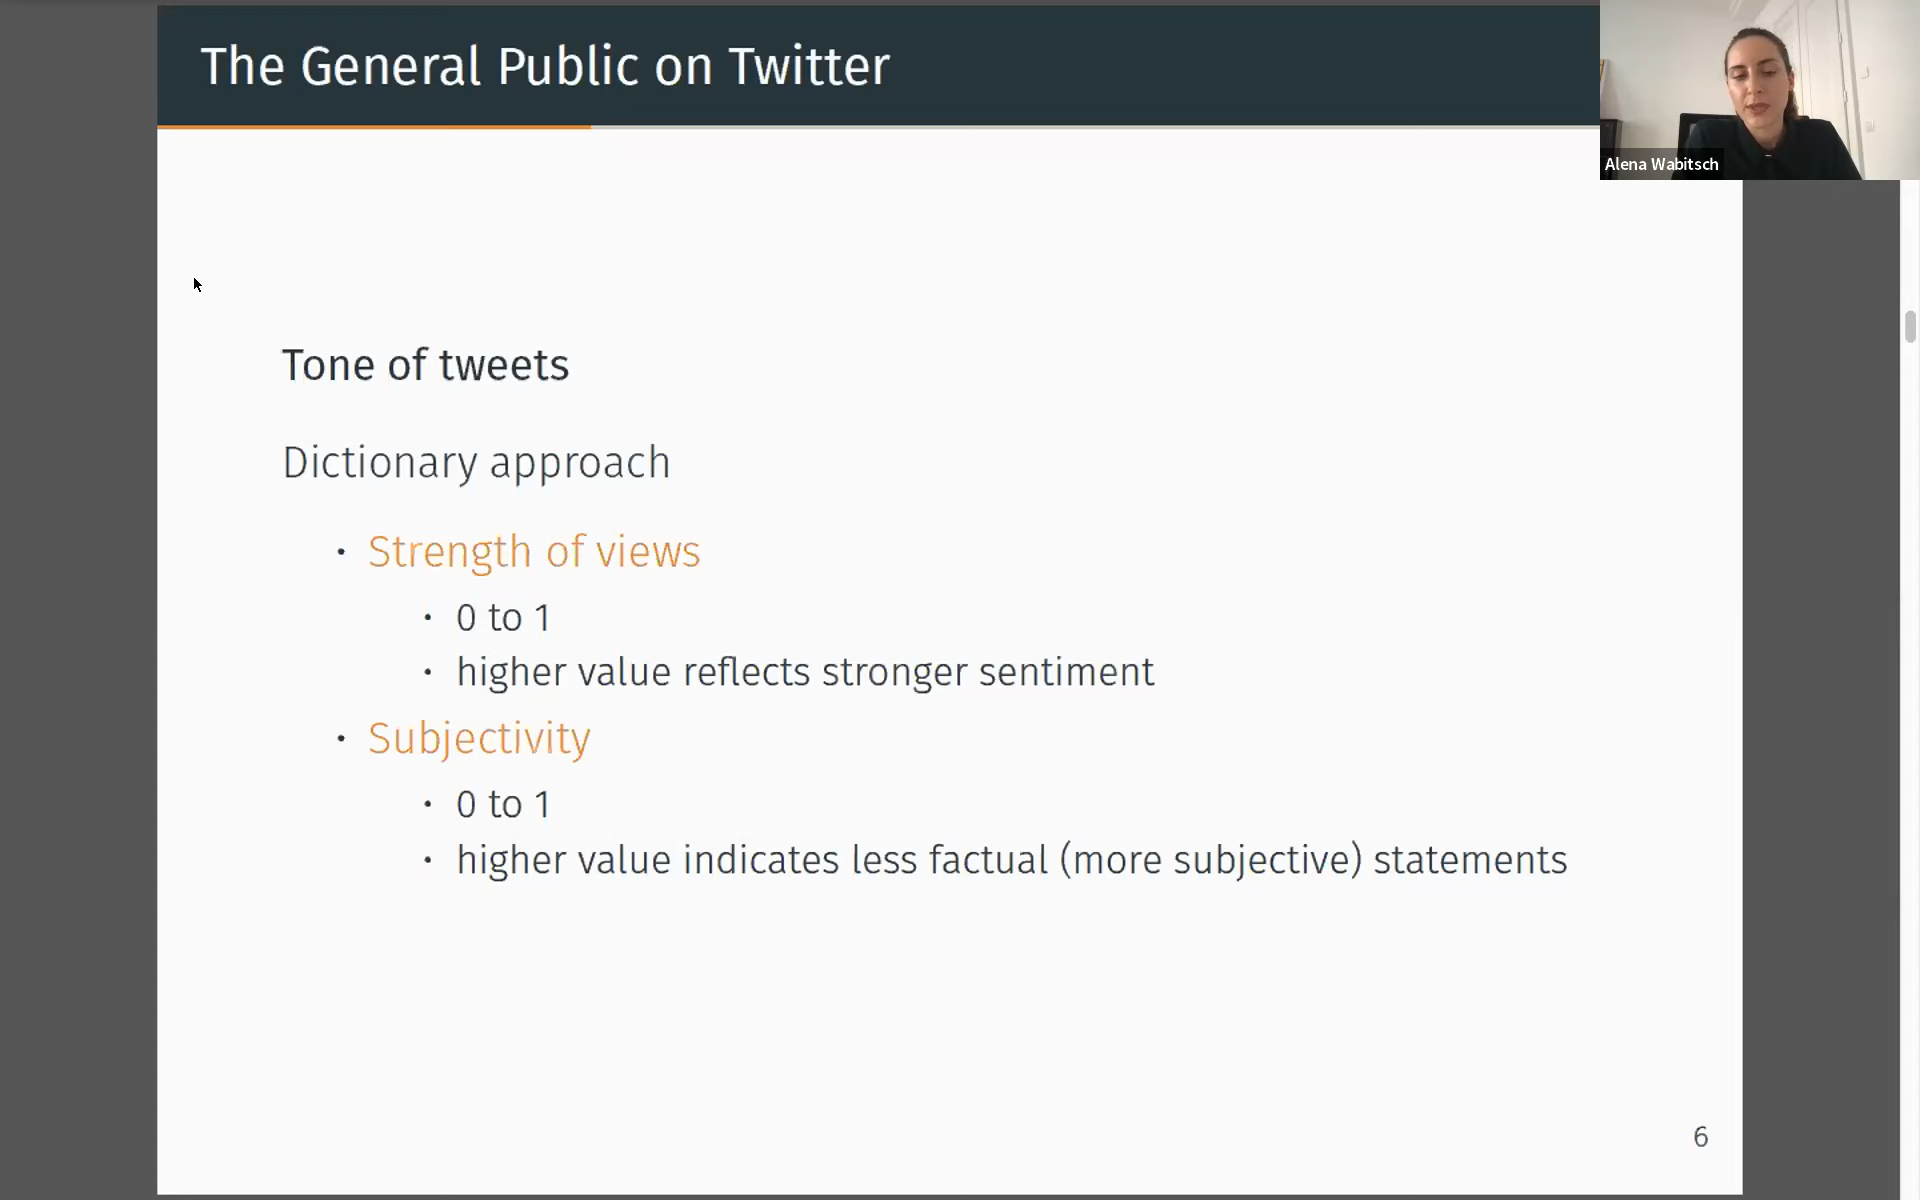 The General Public on Twitter
Alena Wabitsch
Tone of tweets
Dictionary approach
· Strength of views
· 0 to 1
· higher value reflects stronger sentiment
· Subjectivity
· 0 to 1
· higher value indicates less factual (more subjective) statements
6